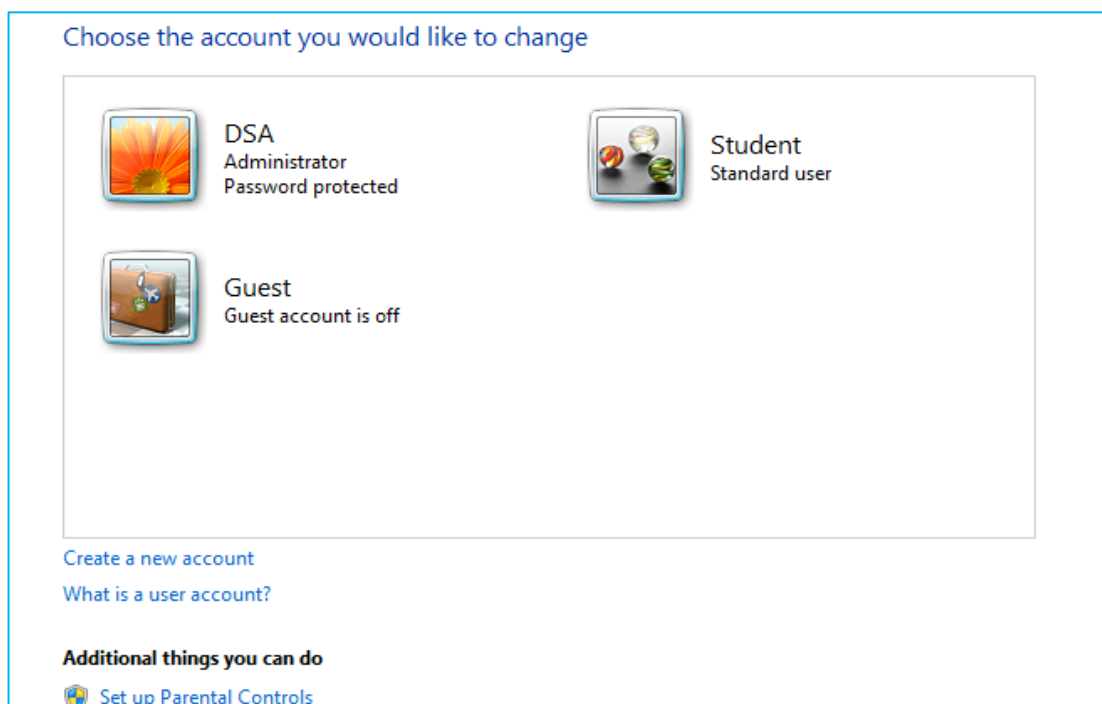 Choose the account you would like to change
DSA
Administrator
Password protected
Student
Standard user
Guest
Guest account is off
Create a new account
What is a user account?
Additional things you can do
Set up Parental Controls